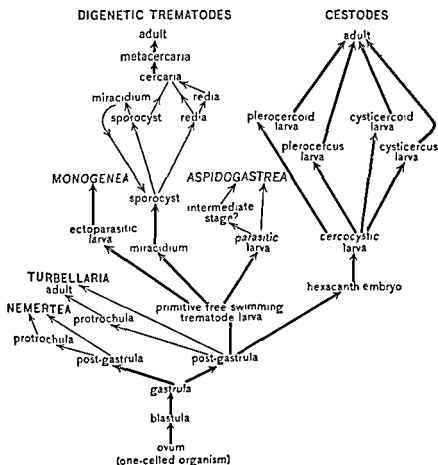 DIGENETIC TREMATODES
CESTODES
adult
adult
metacercaria
cercaria
miracidium
redia
sporocyst
redia
plerocercoid
larva
cysticercoid
larva
plerocercus
larva
cysticercus
larva
MONOGENEA
ASPIDOGASTREA
sporocyst
intermediate
stage?
ectoparasitic
larva
miracidium
parasitic
larva
cercocystic
larva
TURBELLARIA
adult
hexacanth embryo
NEMERTEA
protrochula
primitive free swimming
trematode larva
protrochula
post-gastrula
post-gastrula
gastrula
blastula
ovum
(one-celled organism)